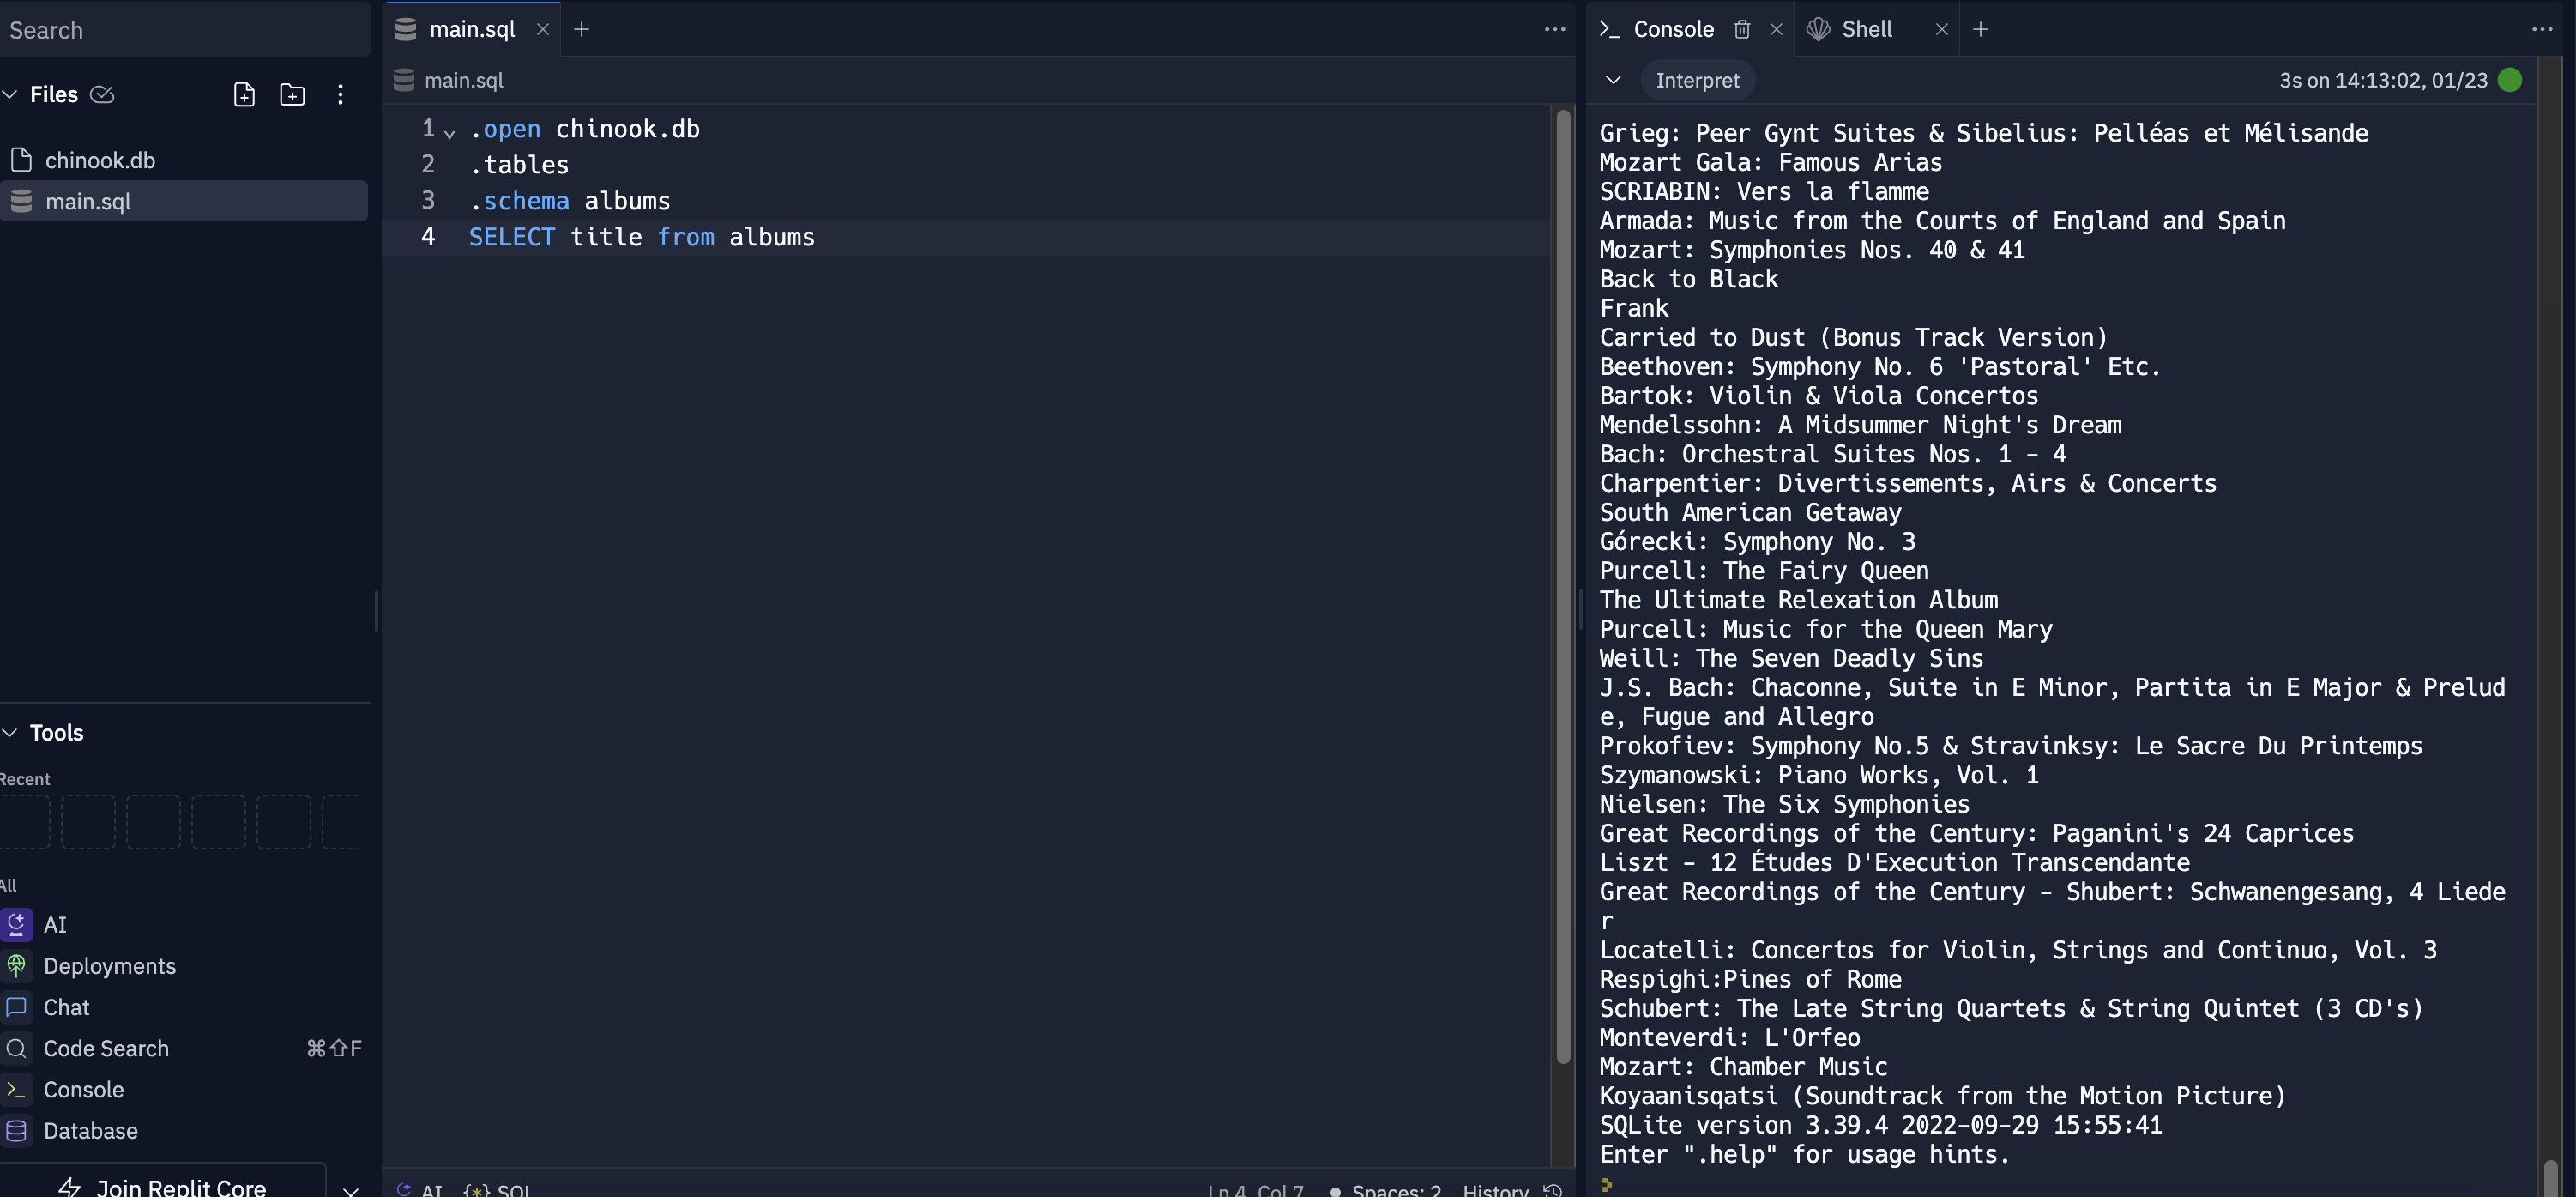 Search
Files
chinook.db
main.sql
Tools
Recent
All
AI
Deployments
Chat
Code Search ⌘⇧F
Console
Database
Join Replit Core
main.sql
main.sql
1 .open chinook.db
2 .tables
3 .schema albums
4 SELECT title from albums
AI {*} SQL Ln 4, Col 7 Spaces: 2 History
Console Shell
Interpret 3s on 14:13:02, 01/23
Grieg: Peer Gynt Suites & Sibelius: Pelléas et Mélisande
Mozart Gala: Famous Arias
SCRIABIN: Vers la flamme
Armada: Music from the Courts of England and Spain
Mozart: Symphonies Nos. 40 & 41
Back to Black
Frank
Carried to Dust (Bonus Track Version)
Beethoven: Symphony No. 6 'Pastoral' Etc.
Bartok: Violin & Viola Concertos
Mendelssohn: A Midsummer Night's Dream
Bach: Orchestral Suites Nos. 1 - 4
Charpentier: Divertissements, Airs & Concerts
South American Getaway
Górecki: Symphony No. 3
Purcell: The Fairy Queen
The Ultimate Relexation Album
Purcell: Music for the Queen Mary
Weill: The Seven Deadly Sins
J.S. Bach: Chaconne, Suite in E Minor, Partita in E Major & Prelud
e, Fugue and Allegro
Prokofiev: Symphony No.5 & Stravinksy: Le Sacre Du Printemps
Szymanowski: Piano Works, Vol. 1
Nielsen: The Six Symphonies
Great Recordings of the Century: Paganini's 24 Caprices
Liszt - 12 Études D'Execution Transcendante
Great Recordings of the Century - Shubert: Schwanengesang, 4 Liede
r
Locatelli: Concertos for Violin, Strings and Continuo, Vol. 3
Respighi:Pines of Rome
Schubert: The Late String Quartets & String Quintet (3 CD's)
Monteverdi: L'Orfeo
Mozart: Chamber Music
Koyaanisqatsi (Soundtrack from the Motion Picture)
SQLite version 3.39.4 2022-09-29 15:55:41
Enter ".help" for usage hints.